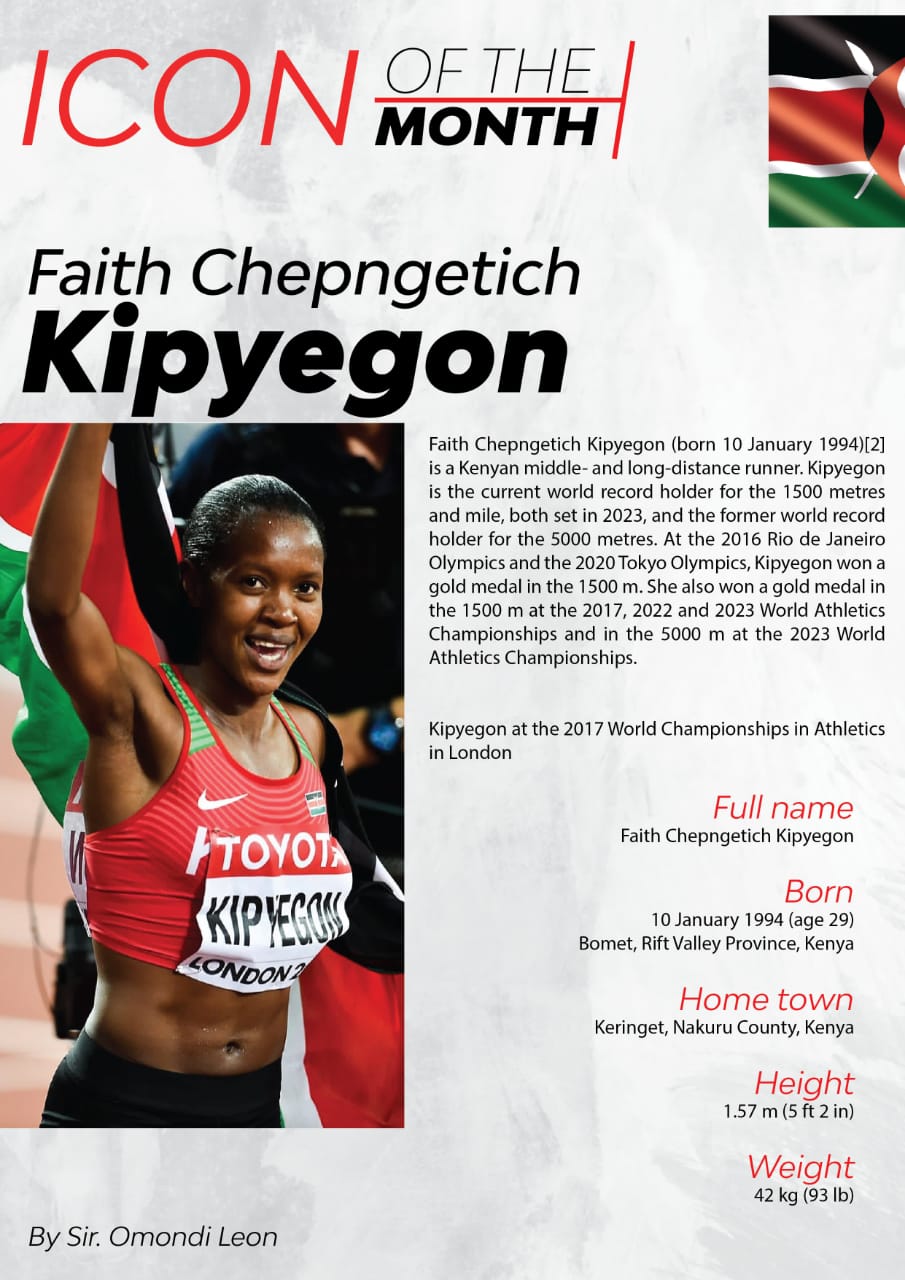 ICON OF THE
MONTH
Faith Chepngetich
Kipyegon
Faith Chepngetich Kipyegon (born 10 January 1994)[2]
is a Kenyan middle- and long-distance runner. Kipyegon
is the current world record holder for the 1500 metres
and mile, both set in 2023, and the former world record
holder for the 5000 metres. At the 2016 Rio de Janeiro
Olympics and the 2020 Tokyo Olympics, Kipyegon won a
gold medal in the 1500 m. She also won a gold medal in
the 1500 m at the 2017, 2022 and 2023 World Athletics
Championships and in the 5000 m at the 2023 World
Athletics Championships.
Kipyegon at the 2017 World Championships in Athletics
in London
Full name
Faith Chepngetich Kipyegon
Born
10 January 1994 (age 29)
Bomet, Rift Valley Province, Kenya
Home town
Keringet, Nakuru County, Kenya
Height
1.57 m (5 ft 2 in)
Weight
42 kg (93 lb)
TOYOTA
KIPYEGON
LONDON 2
By Sir. Omondi Leon